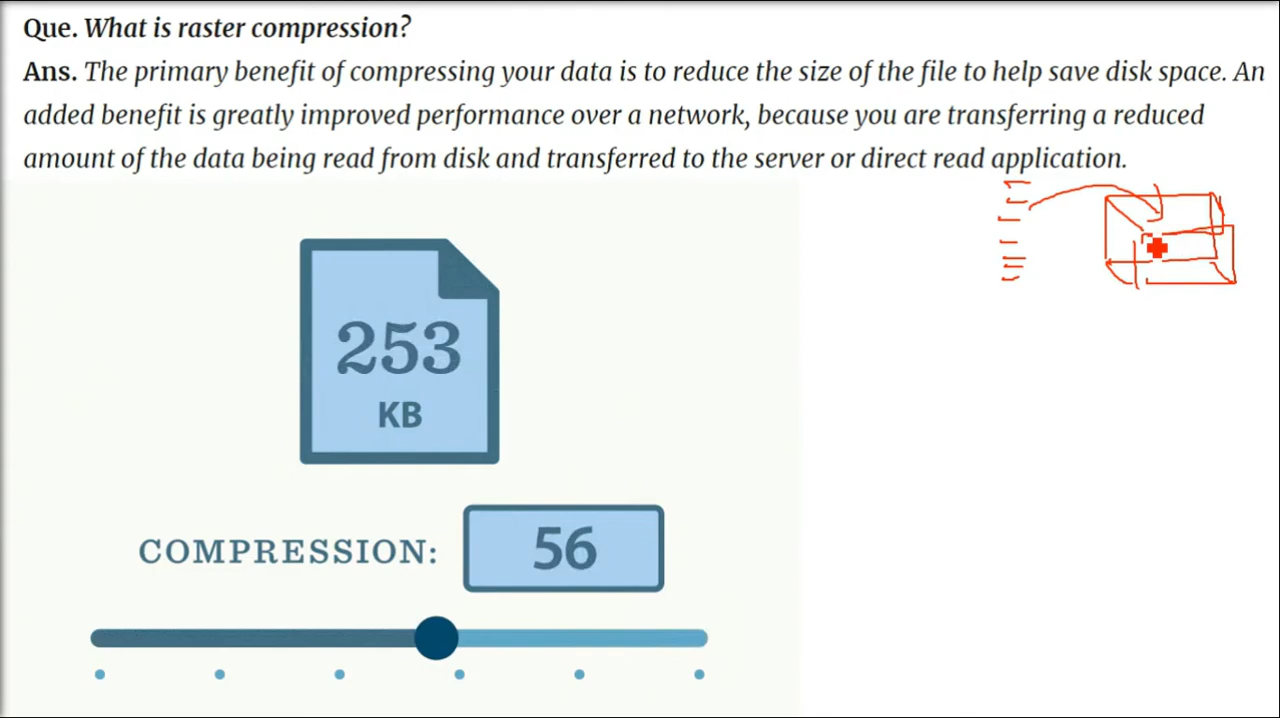 Que. What is raster compression?
Ans. The primary benefit of compressing your data is to reduce the size of the file to help save disk space. An
added benefit is greatly improved performance over a network, because you are transferring a reduced
amount of the data being read from disk and transferred to the server or direct read application.
253
KB
COMPRESSION: 56